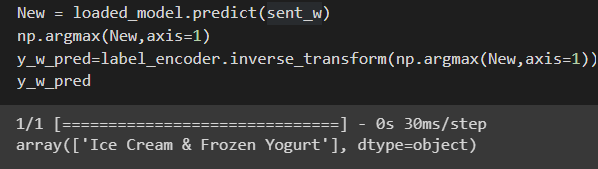 New = loaded_model.predict(sent_w)
np.argmax(New,axis=1)
y_w_pred=label_encoder.inverse_transform(np.argmax(New,axis=1))
y_w_pred
1/1 [==============================] - 0s 30ms/step
array(['Ice Cream & Frozen Yogurt'], dtype=object)